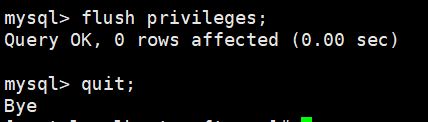 mysql> flush privileges;
Query OK, 0 rows affected (0.00 sec)
mysql> quit;
Bye